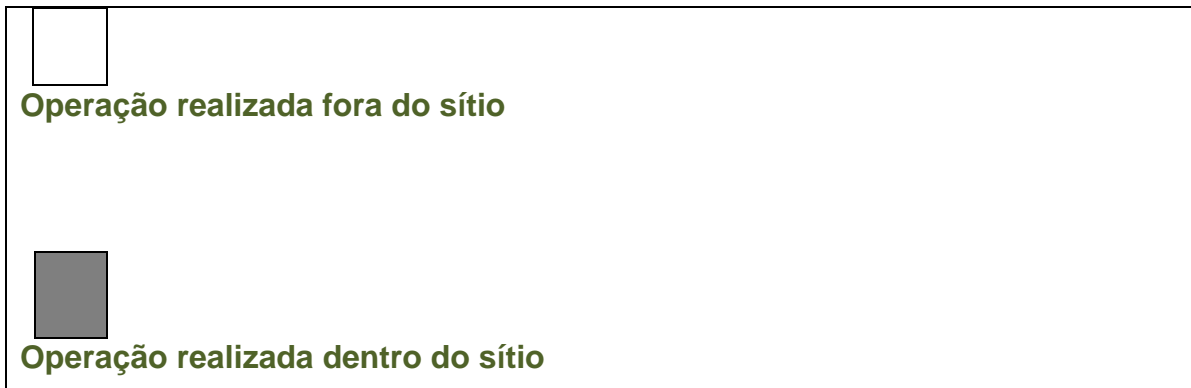 Operação realizada fora do sítio
Operação realizada dentro do sítio